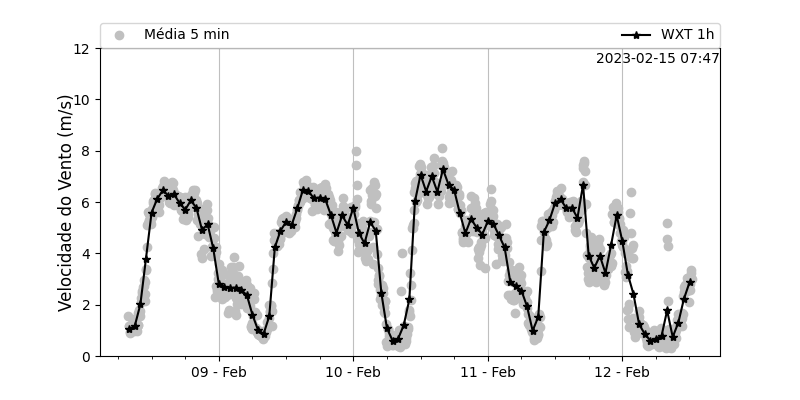 Média 5 min
WXT 1h
2023-02-15 07:47
Velocidade do Vento (m/s)
12
10
8
6
4
2
0
09 - Feb
10 - Feb
11 - Feb
12 - Feb